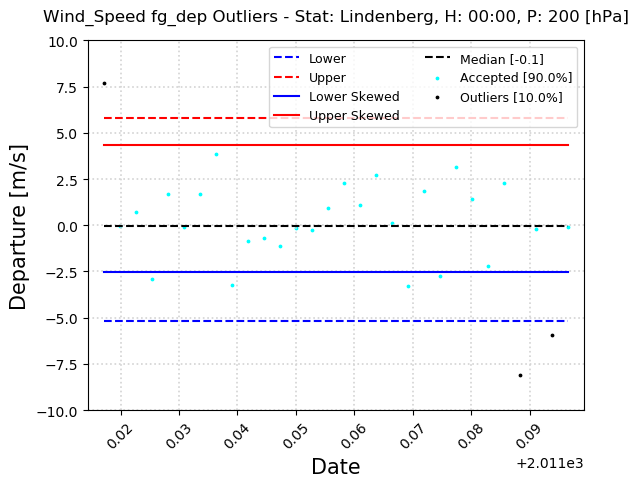 Wind_Speed fg_dep Outliers - Stat: Lindenberg, H: 00:00, P: 200 [hPa]
Lower
Upper
Lower Skewed
Upper Skewed
Median [-0.1]
Accepted [90.0%]
Outliers [10.0%]
Departure [m/s]
10.0
7.5
5.0
2.5
0.0
−2.5
−5.0
−7.5
−10.0
0.02
0.03
0.04
0.05
0.06
0.07
0.08
0.09
+2.011e3
Date